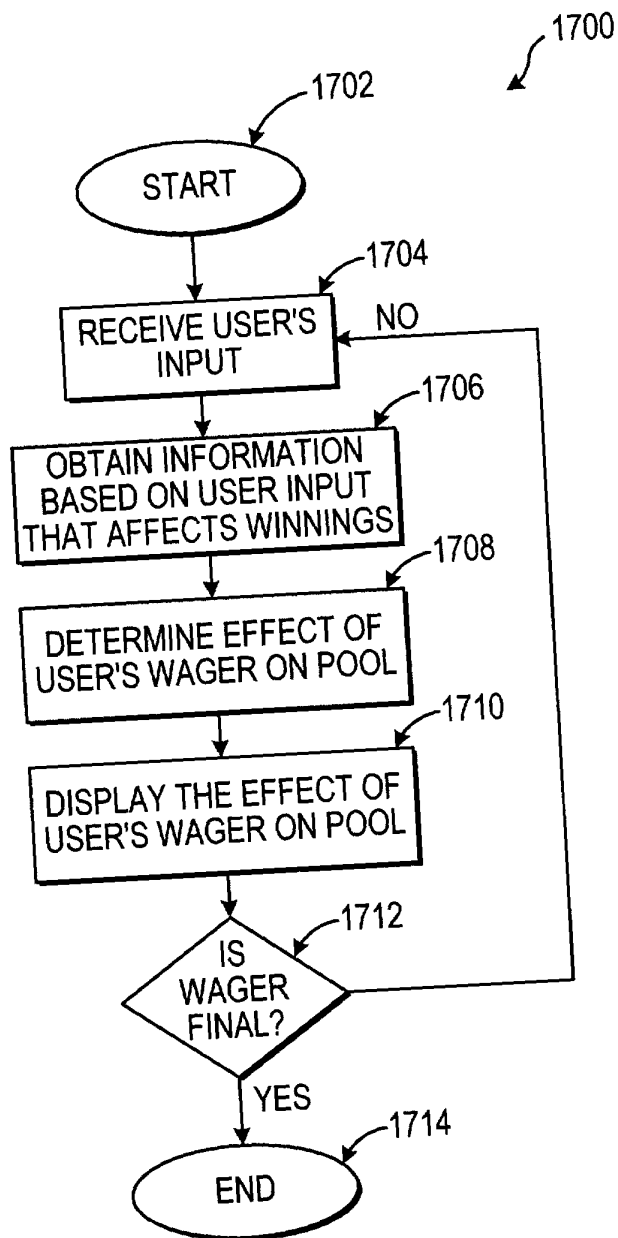 1700
1702
START
1704
RECEIVE USER'S
INPUT
NO
1706
OBTAIN INFORMATION
BASED ON USER INPUT
THAT AFFECTS WINNINGS
1708
DETERMINE EFFECT OF
USER'S WAGER ON POOL
1710
DISPLAY THE EFFECT OF
USER'S WAGER ON POOL
1712
IS
WAGER
FINAL?
YES
1714
END